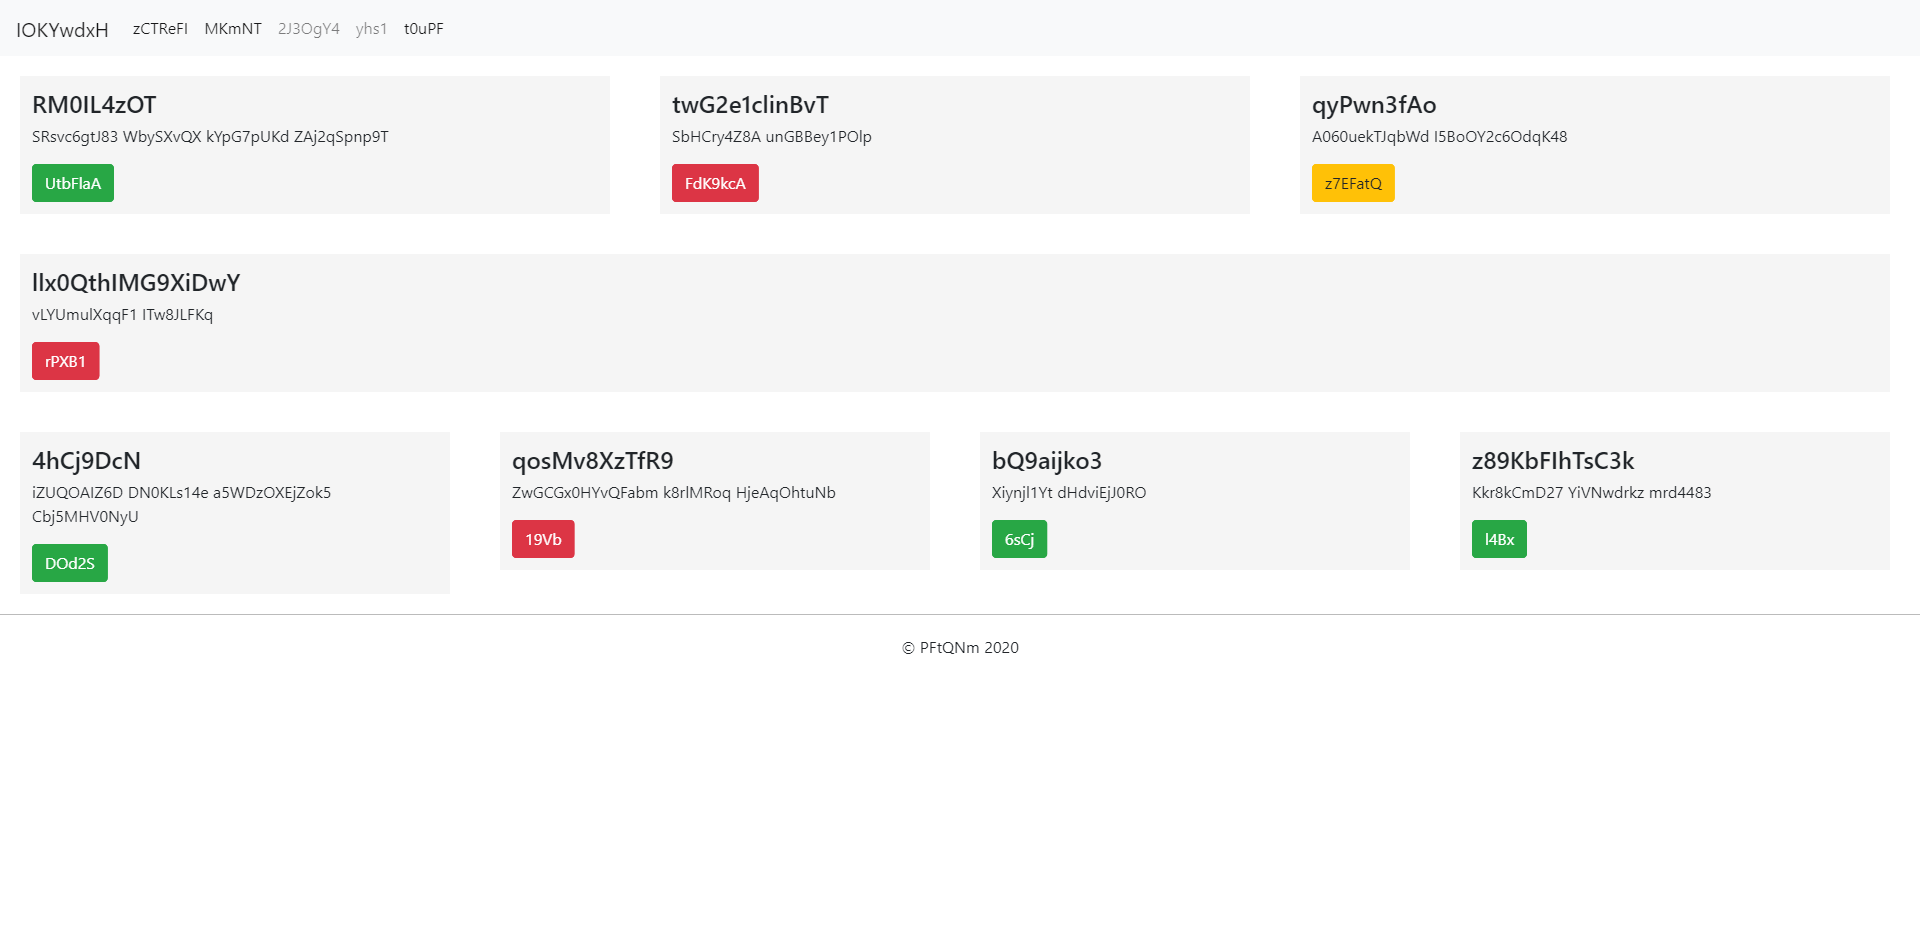 IOKYwdxH zCTReFI MKmNT 2J3OgY4 yhs1 t0uPF
RM0IL4zOT
SRsvc6gtJ83 WbySXvQX kYpG7pUKd ZAj2qSpnp9T
UtbFlaA
twG2e1clinBvT
SbHCry4Z8A unGBBey1POlp
FdK9kcA
qyPwn3fAo
A060uekTJqbWd I5BoOY2c6OdqK48
z7EFatQ
llx0QthIMG9XiDwY
vLYUmulXqqF1 ITw8JLFKq
rPXB1
4hCj9DcN
iZUQOAIZ6D DN0KLs14e a5WDzOXEjZok5
Cbj5MHV0NyU
DOd2S
qosMv8XzTfR9
ZwGCGx0HYvQFabm k8rlMRoq HjeAqOhtuNb
19Vb
bQ9aijko3
Xiynjl1Yt dHdviEjJ0RO
6sCj
z89KbFIhTsC3k
Kkr8kCmD27 YiVNwdrkz mrd4483
l4Bx
© PFtQNm 2020